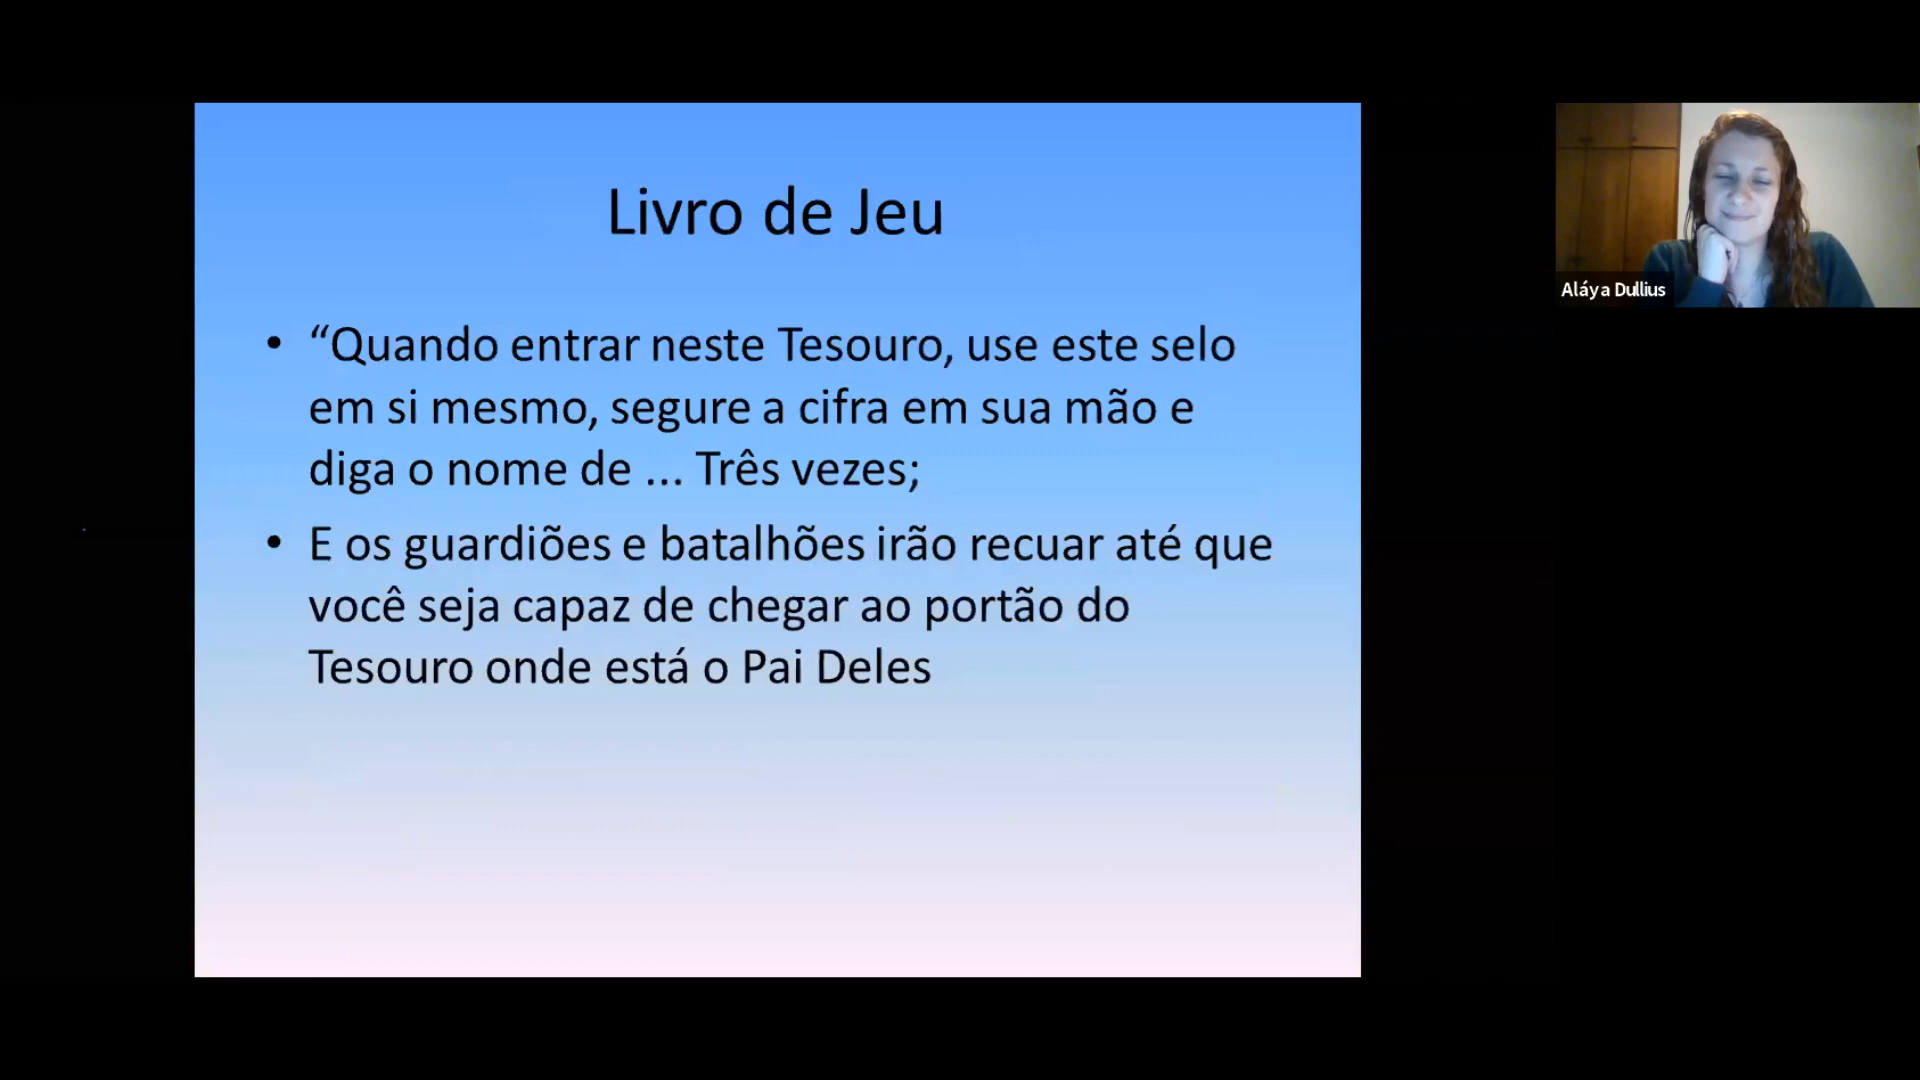 Livro de Jeu
• “Quando entrar neste Tesouro, use este selo
em si mesmo, segure a cifra em sua mão e
diga o nome de ... Três vezes;
• E os guardiões e batalhões irão recuar até que
você seja capaz de chegar ao portão do
Tesouro onde está o Pai Deles
Aláya Dullius